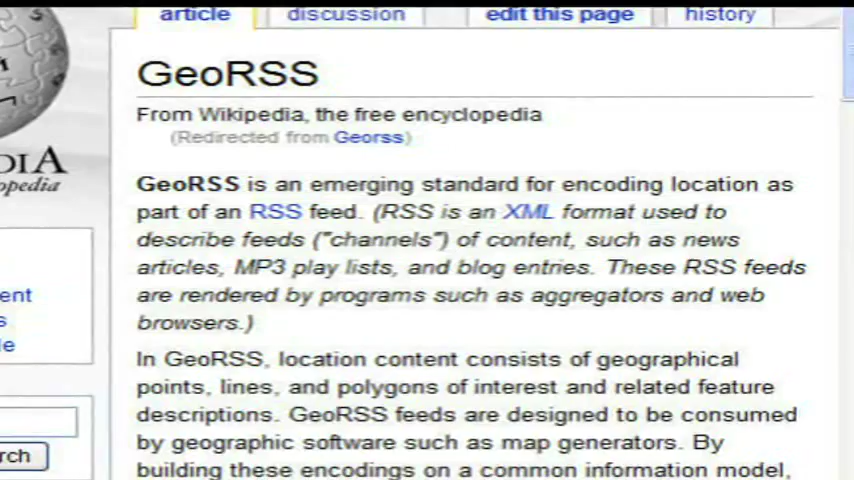 article discussion edit this page history
GeoRSS
From Wikipedia, the free encyclopedia
(Redirected from Georss)
GeoRSS is an emerging standard for encoding location as
part of an RSS feed. (RSS is an XML format used to
describe feeds ("channels") of content, such as news
articles, MP3 play lists, and blog entries. These RSS feeds
are rendered by programs such as aggregators and web
browsers.)
In GeoRSS, location content consists of geographical
points, lines, and polygons of interest and related feature
descriptions. GeoRSS feeds are designed to be consumed
by geographic software such as map generators. By
building these encodings on a common information model,